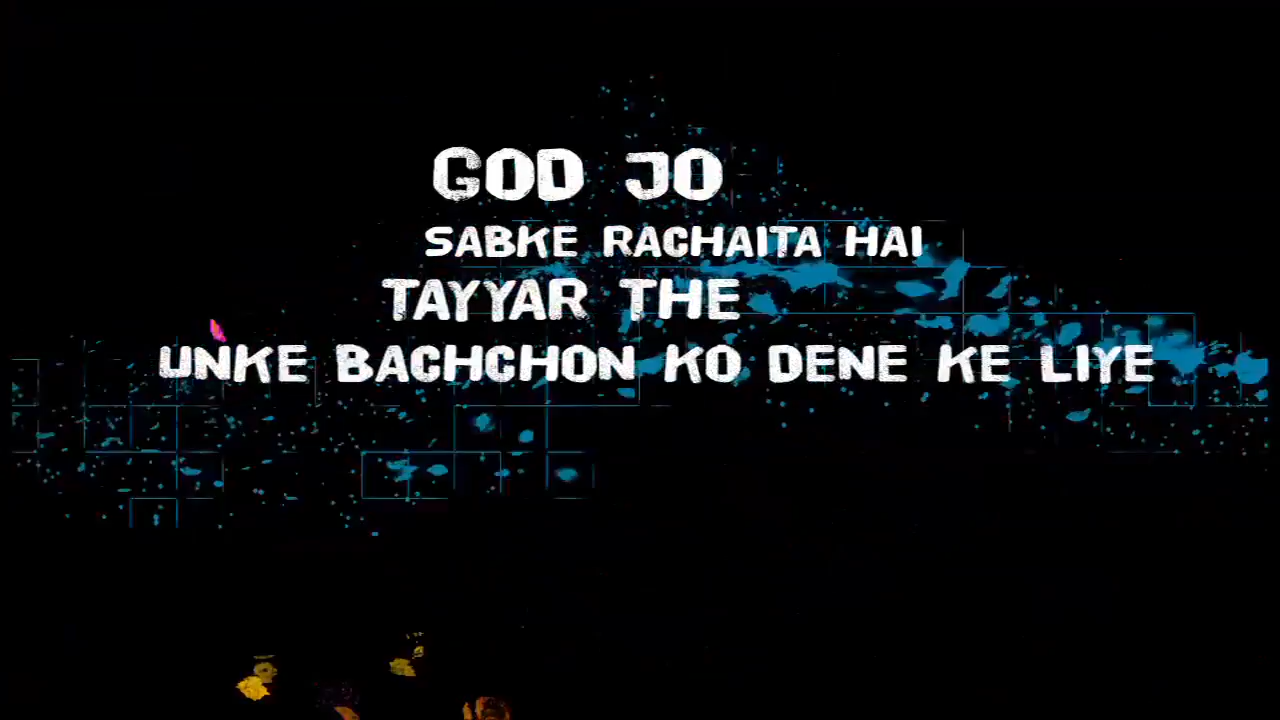 GOD JO
SABKE RACHAITA HAI
TAYYAR THE
UNKE BACHCHON KO DENE KE LIYE